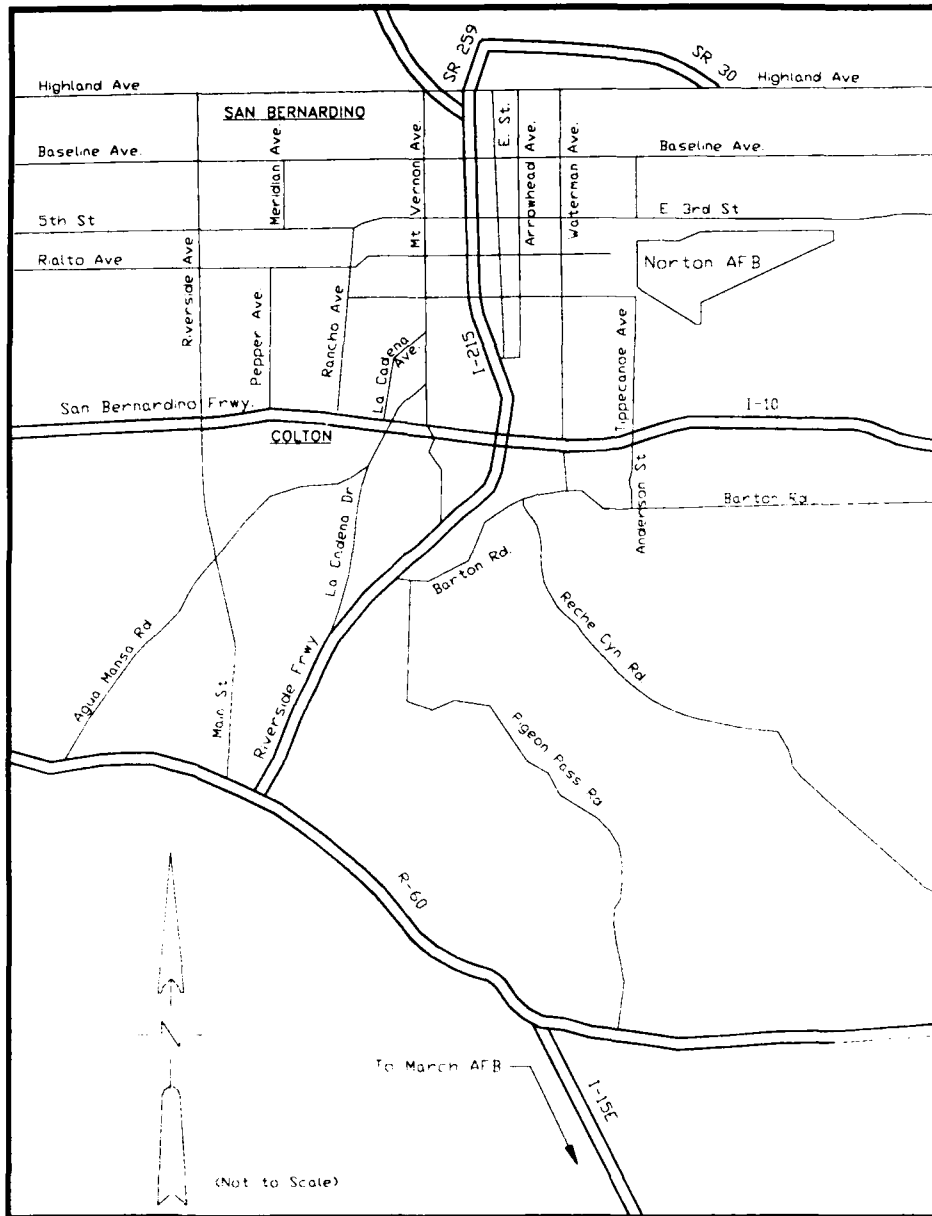 SR 259
SR 30
Highland Ave
Highland Ave
SAN BERNARDINO
E. St.
Meridian Ave.
Mt Vernon Ave.
Arrowhead Ave.
Waterman Ave.
Baseline Ave.
Baseline Ave.
5th St
E 3rd St
Rialto Ave
Riverside Ave
Norton AFB
Pepper Ave.
Rancho Ave
La Cadena
Ave.
I-215
Tippecanoe Ave
San Bernardino Frwy.
I-10
COLTON
Anderson St
Barton Rd
La Cadena Dr
Barton Rd.
Reche Cyn Rd
Agua Mansa Rd
Main St
Riverside Frwy
Pigeon Pass Rd
R-60
N
To March AFB
I-15E
(Not to Scale)